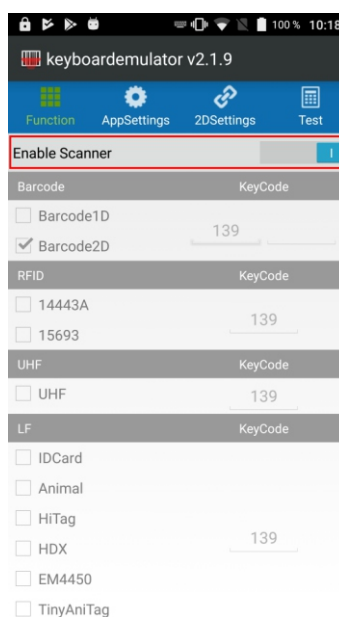 100 % 10:18
keyboardemulator v2.1.9
Function AppSettings 2DSettings Test
Enable Scanner I
Barcode KeyCode
Barcode1D
139
Barcode2D
RFID KeyCode
14443A
139
15693
UHF KeyCode
UHF 139
LF KeyCode
IDCard
Animal
HiTag
139
HDX
EM4450
TinyAniTag